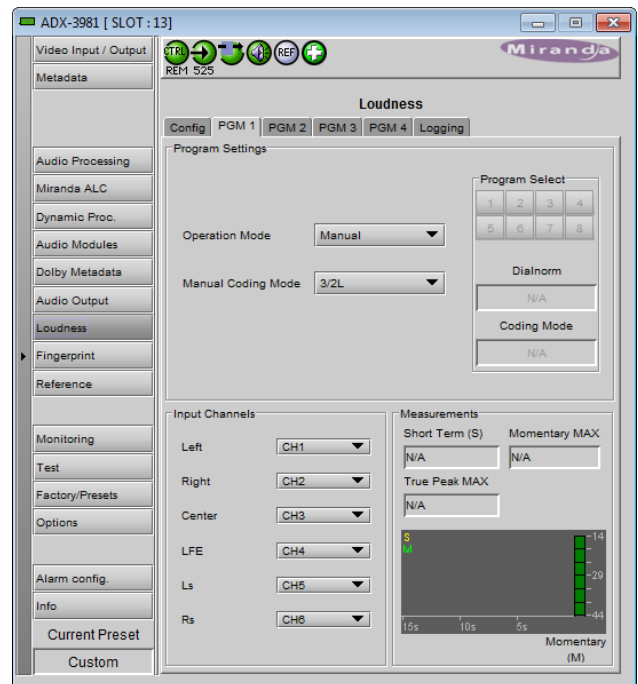 ADX-3981 [ SLOT : 13]
Video Input / Output
Metadata
Audio Processing
Miranda ALC
Dynamic Proc.
Audio Modules
Dolby Metadata
Audio Output
Loudness
Fingerprint
Reference
Monitoring
Test
Factory/Presets
Options
Alarm config.
Info
Current Preset
Custom
CTRL
REF
REM 525
Miranda
Loudness
Config PGM 1 PGM 2 PGM 3 PGM 4 Logging
Program Settings
Operation Mode Manual
Manual Coding Mode 3/2L
Program Select
1 2 3 4
5 6 7 8
Dialnorm
N/A
Coding Mode
N/A
Input Channels
Left CH1
Right CH2
Center CH3
LFE CH4
Ls CH5
Rs CH6
Measurements
Short Term (S) Momentary MAX
N/A N/A
True Peak MAX
N/A
S
M
-14
-29
-44
15s 10s 5s
Momentary
(M)